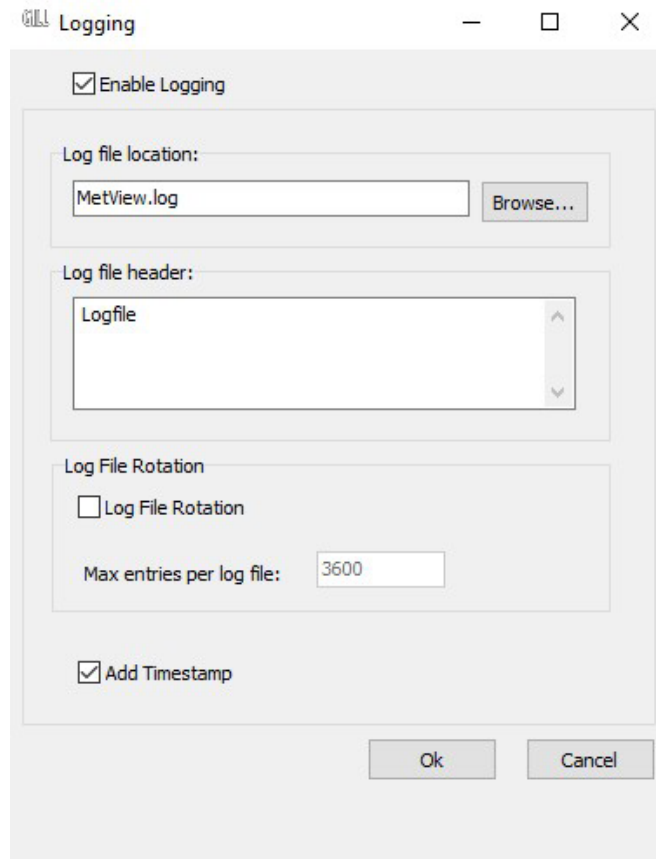 GILL Logging
Enable Logging
Log file location:
MetView.log Browse...
Log file header:
Logfile
Log File Rotation
Log File Rotation
Max entries per log file: 3600
Add Timestamp
Ok Cancel